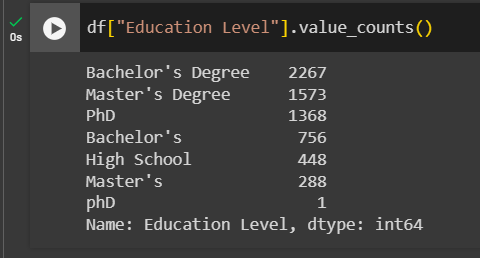 df["Education Level"].value_counts()
0s
Bachelor's Degree    2267
Master's Degree      1573
PhD                  1368
Bachelor's            756
High School           448
Master's              288
phD                     1
Name: Education Level, dtype: int64